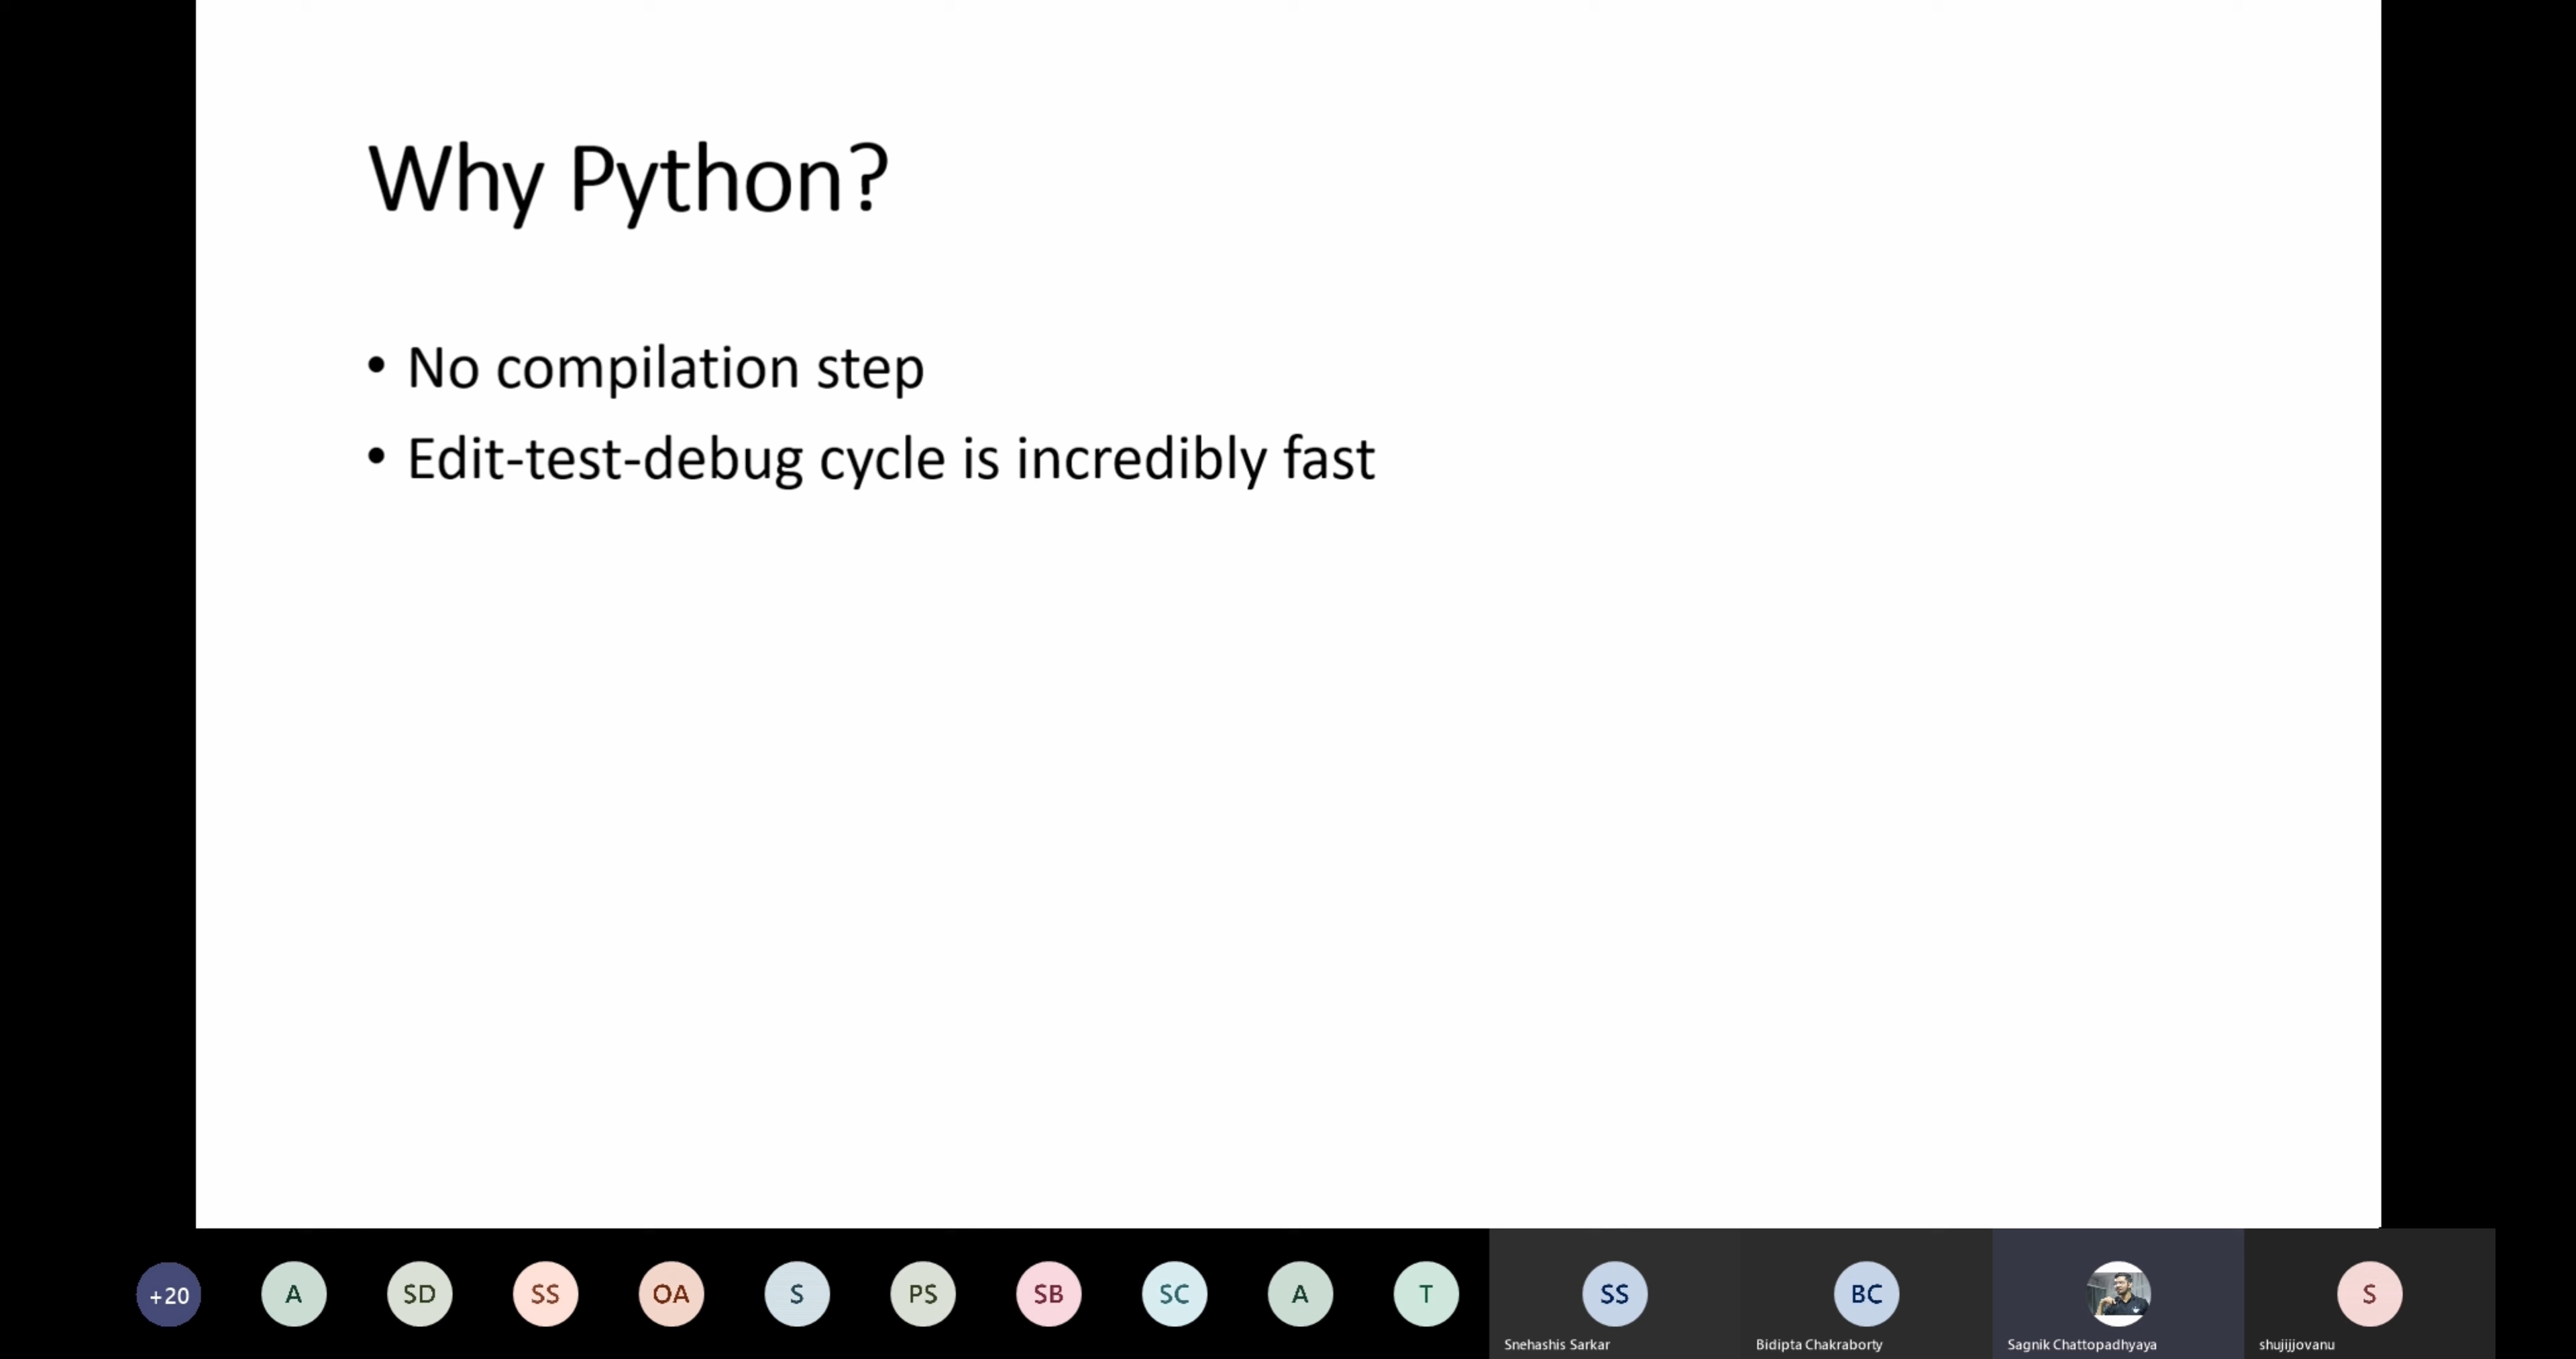 Why Python?
• No compilation step
• Edit-test-debug cycle is incredibly fast
+20
A
SD
SS
OA
S
PS
SB
SC
A
T
SS
BC
S
Snehashis Sarkar
Bidipta Chakraborty
Sagnik Chattopadhyaya
shujijjovanu